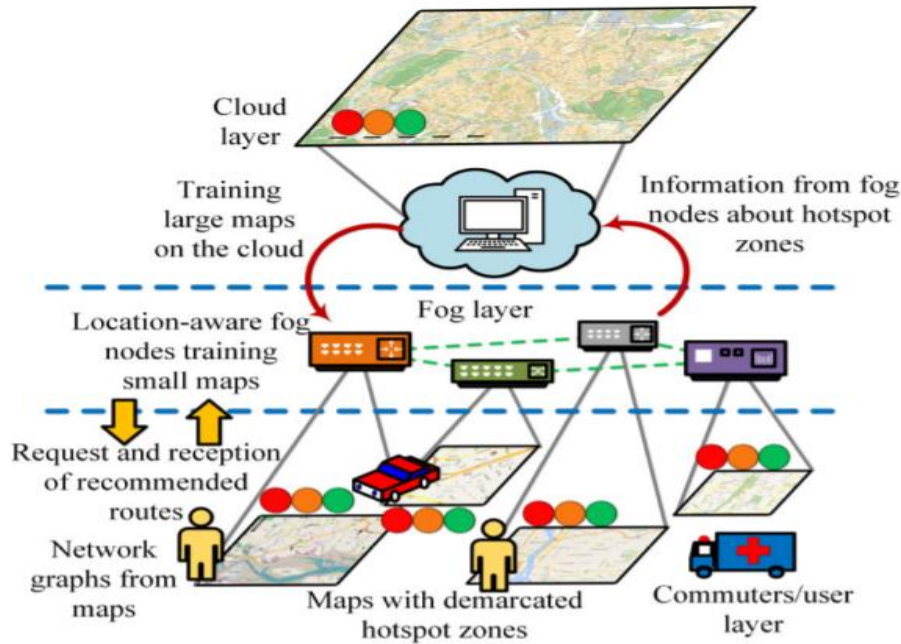 Cloud
layer
Training
large maps
on the cloud
Information from fog
nodes about hotspot
zones
Fog layer
Location-aware fog
nodes training
small maps
Request and reception
of recommended
routes
Network
graphs from
maps
Maps with demarcated
hotspot zones
Commuters/user
layer